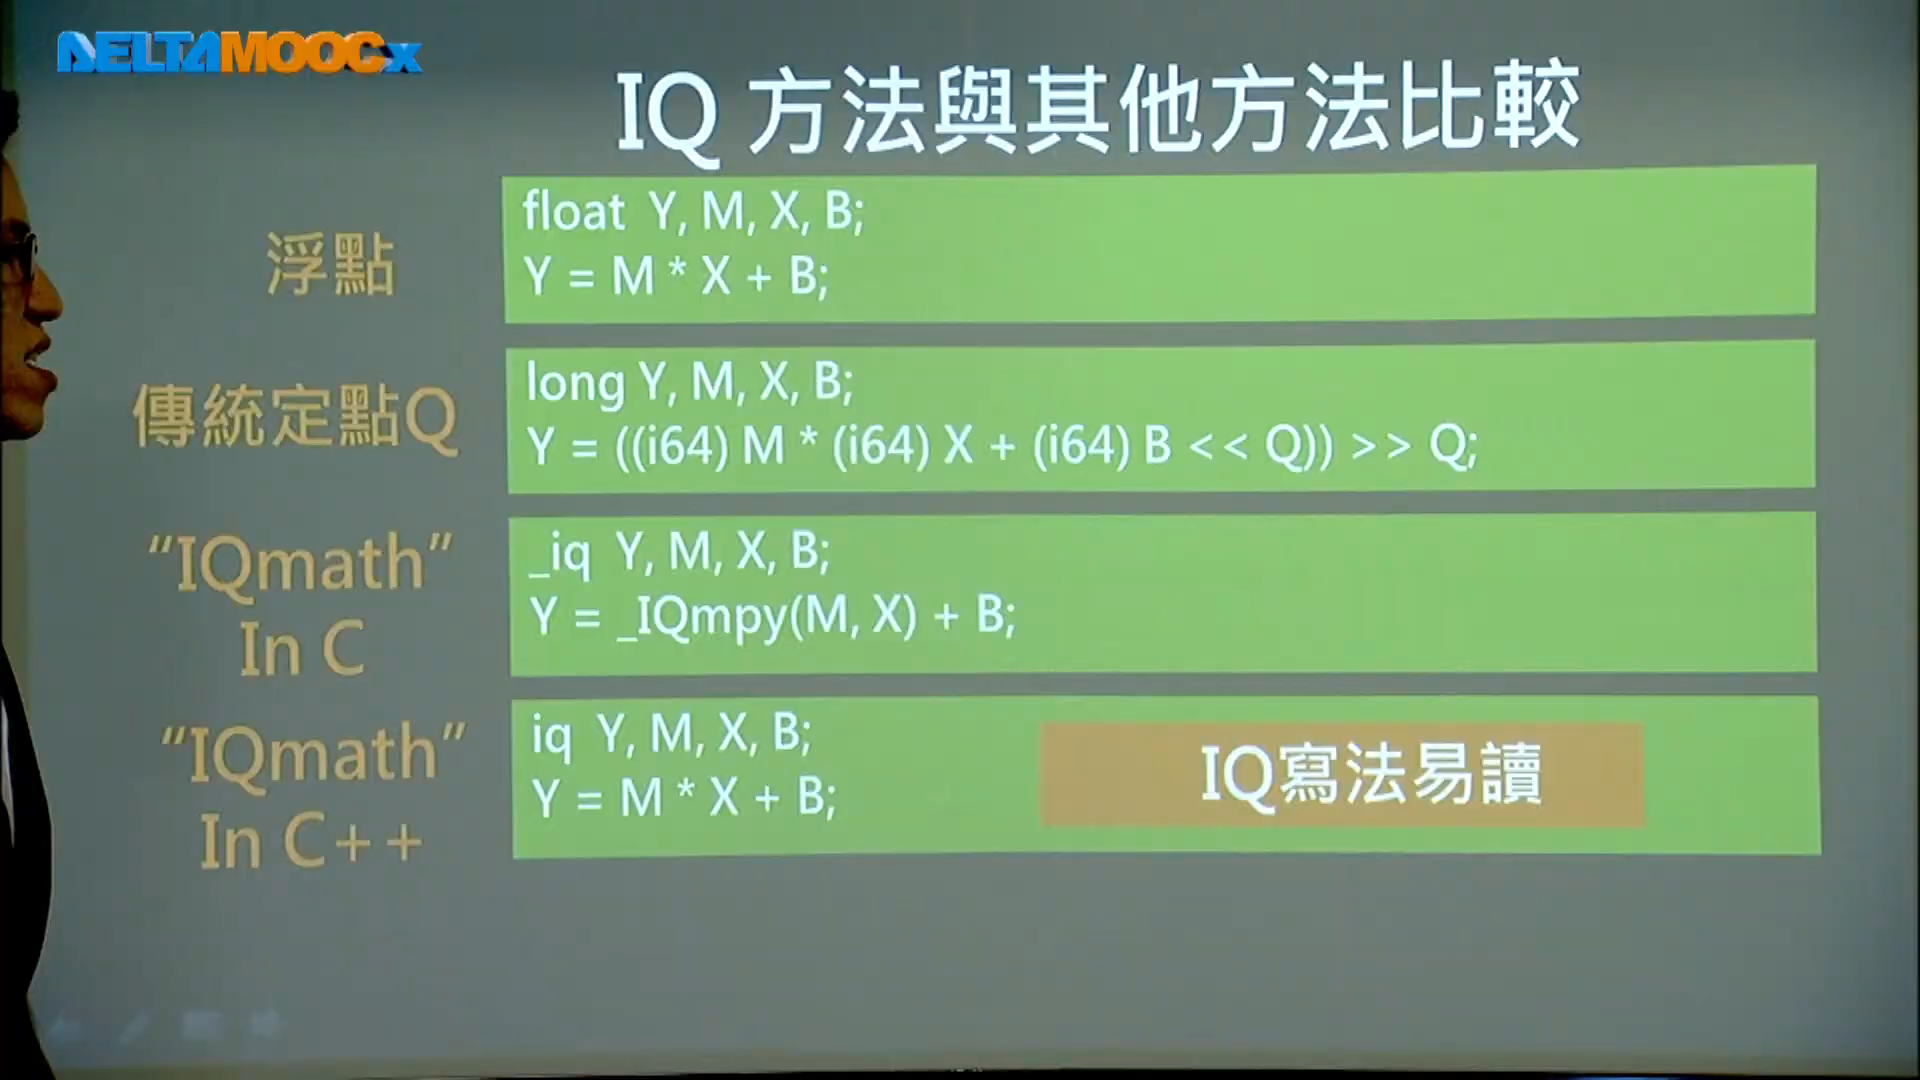 DELTAMOOCx
IQ 方法與其他方法比較
浮點
float Y, M, X, B;
Y = M * X + B;
傳統定點Q
long Y, M, X, B;
Y = ((i64) M * (i64) X + (i64) B << Q)) >> Q;
“IQmath”
In C
_iq Y, M, X, B;
Y = _IQmpy(M, X) + B;
“IQmath”
In C++
iq Y, M, X, B;
Y = M * X + B;
IQ寫法易讀